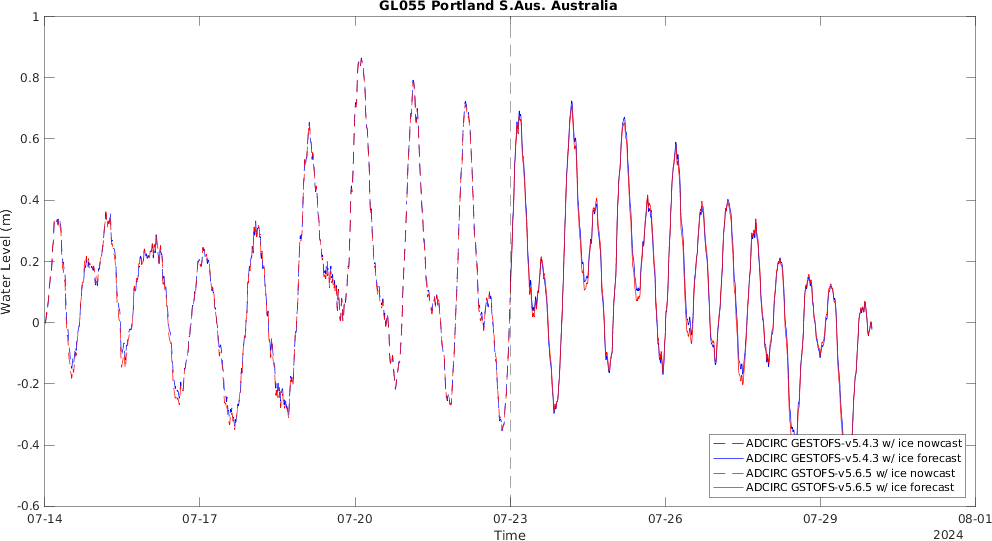 GL055 Portland S.Aus. Australia
1
0.8
0.6
0.4
0.2
0
-0.2
-0.4
-0.6
Water Level (m)
07-14 07-17 07-20 07-23 07-26 07-29 08-01
Time
2024
ADCIRC GESTOFS-v5.4.3 w/ ice nowcast
ADCIRC GESTOFS-v5.4.3 w/ ice forecast
ADCIRC GSTOFS-v5.6.5 w/ ice nowcast
ADCIRC GSTOFS-v5.6.5 w/ ice forecast